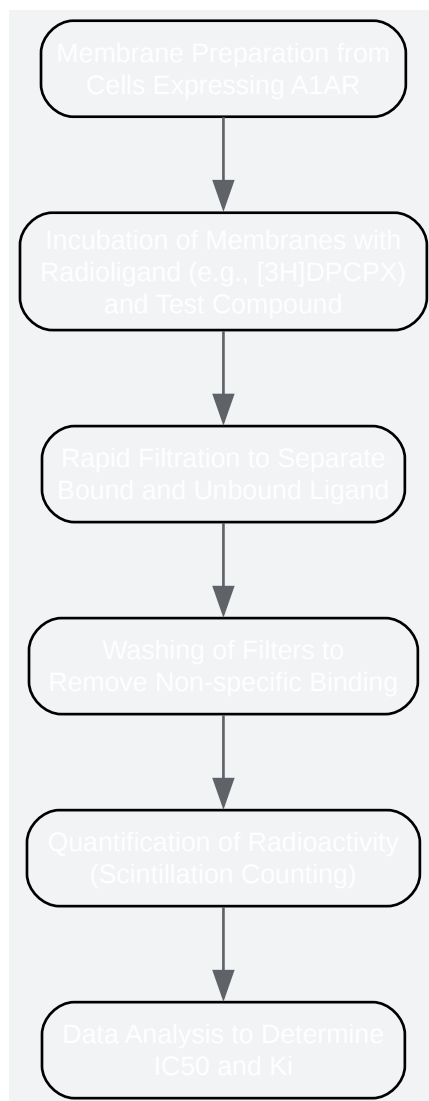 Membrane Preparation from
Cells Expressing A1AR
Incubation of Membranes with
Radioligand (e.g., [3H]DPCPX)
and Test Compound
Rapid Filtration to Separate
Bound and Unbound Ligand
Washing of Filters to
Remove Non-specific Binding
Quantification of Radioactivity
(Scintillation Counting)
Data Analysis to Determine
IC50 and Ki